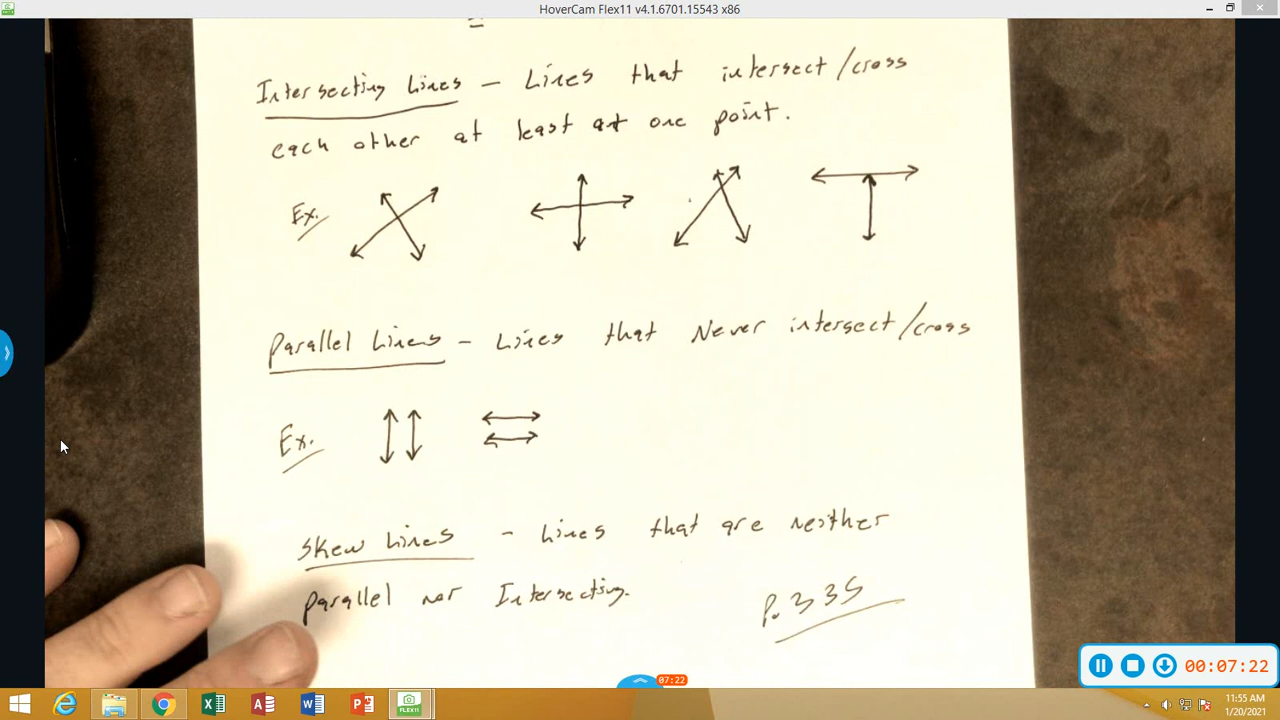 HoverCam Flex11 v4.1.6701.15543 x86
Intersecting Lines - Lines that intersect/cross
each other at least at one point.
Ex.
Parallel Lines - Lines that Never intersect/cross
Ex.
Skew Lines - Lines that are neither
parallel nor Intersecting.
P. 335
00:07:22
07:22
FLEX11
11:55 AM
1/20/2021